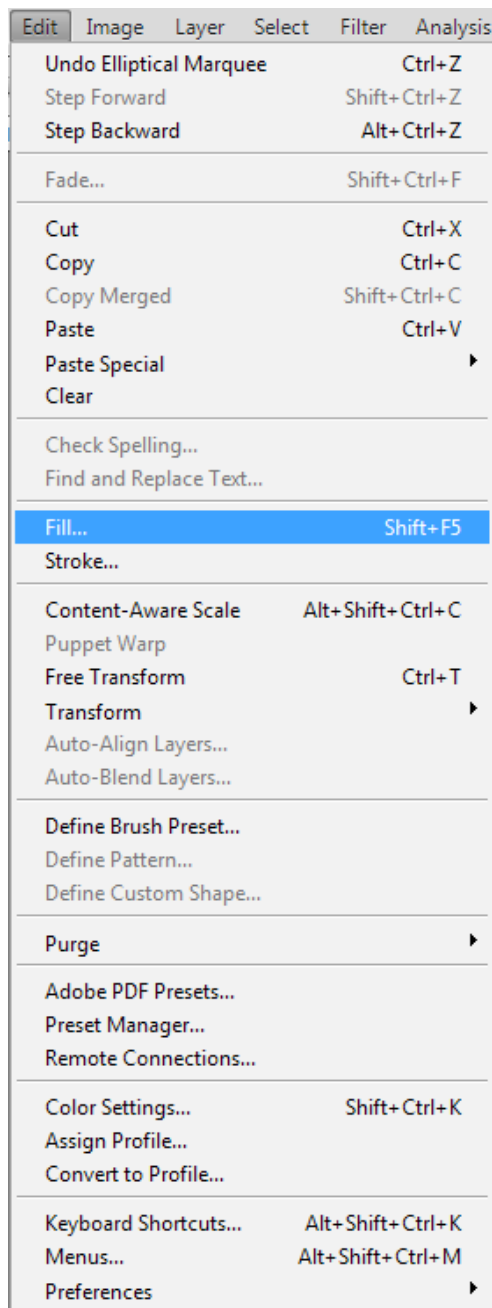 Edit Image Layer Select Filter Analysis
Undo Elliptical Marquee Ctrl+Z
Step Forward Shift+Ctrl+Z
Step Backward Alt+Ctrl+Z
Fade... Shift+Ctrl+F
Cut Ctrl+X
Copy Ctrl+C
Copy Merged Shift+Ctrl+C
Paste Ctrl+V
Paste Special
Clear
Check Spelling...
Find and Replace Text...
Fill... Shift+F5
Stroke...
Content-Aware Scale Alt+Shift+Ctrl+C
Puppet Warp
Free Transform Ctrl+T
Transform
Auto-Align Layers...
Auto-Blend Layers...
Define Brush Preset...
Define Pattern...
Define Custom Shape...
Purge
Adobe PDF Presets...
Preset Manager...
Remote Connections...
Color Settings... Shift+Ctrl+K
Assign Profile...
Convert to Profile...
Keyboard Shortcuts... Alt+Shift+Ctrl+K
Menus... Alt+Shift+Ctrl+M
Preferences